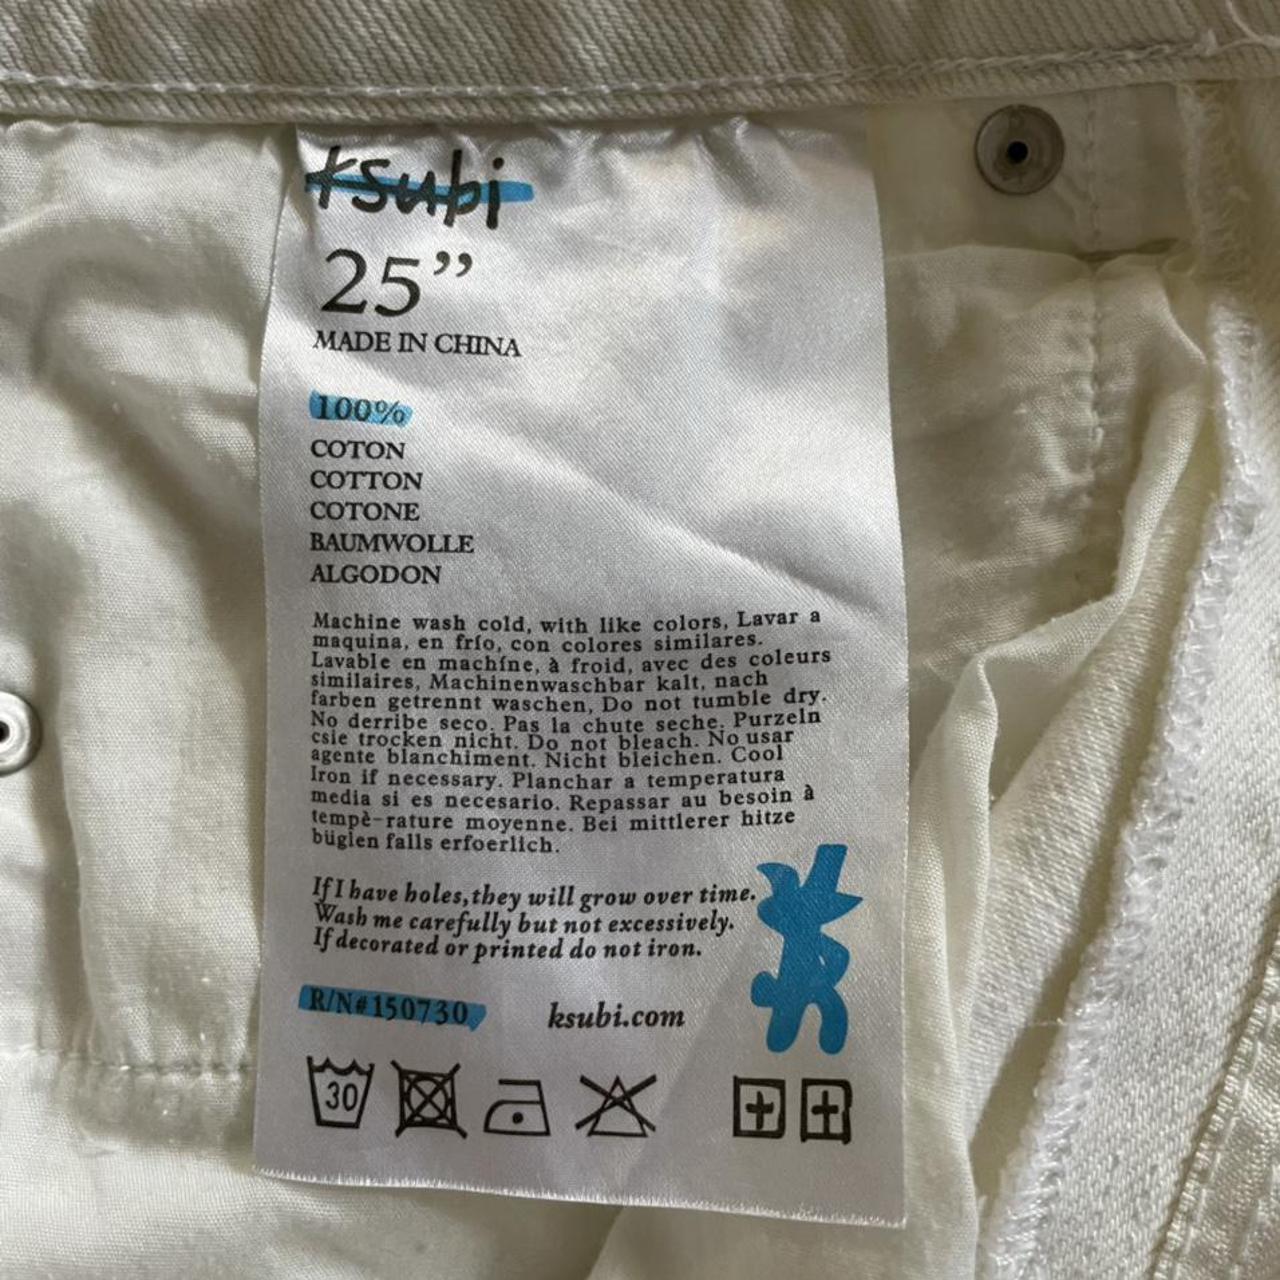 ksubi
25”
MADE IN CHINA
100%
COTON
COTTON
COTONE
BAUMWOLLE
ALGODON
Machine wash cold, with like colors, Lavar a
maquina, en frío, con colores similares.
Lavable en machíne, à froid, avec des coleurs
similaires, Machinenwaschbar kalt, nach
farben getrennt waschen, Do not tumble dry.
No derribe seco. Pas la chute seche. Purzeln
csie trocken nicht. Do not bleach. No usar
agente blanchiment. Nicht bleichen. Cool
Iron if necessary. Planchar a temperatura
media si es necesario. Repassar au besoin à
tempè-rature moyenne. Bei mittlerer hitze
büglen falls erfoerlich.
If I have holes, they will grow over time.
Wash me carefully but not excessively.
If decorated or printed do not iron.
R/N#150730 ksubi.com
30